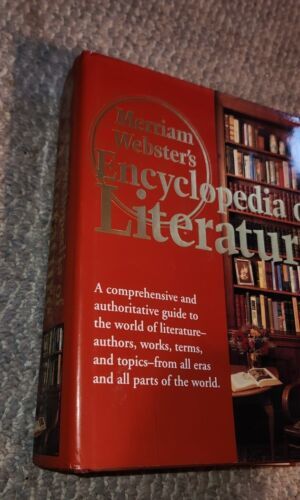 Merriam
Webster's
Encyclopedia o
Literatur
A comprehensive and
authoritative guide to
the world of literature–
authors, works, terms,
and topics–from all eras
and all parts of the world.